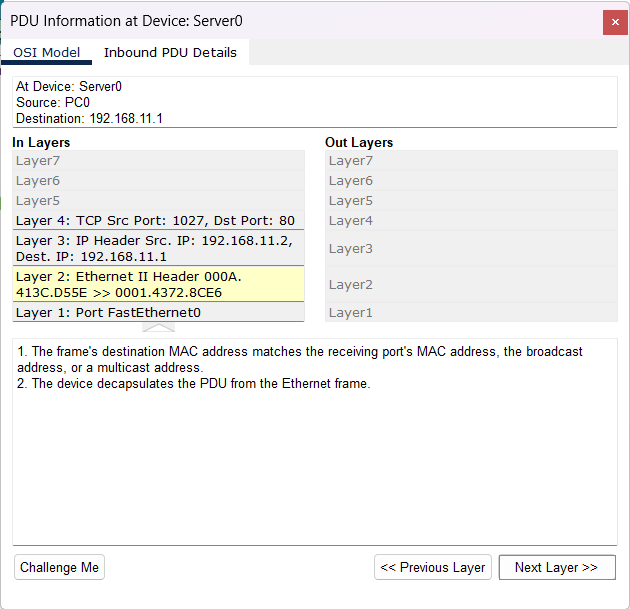 PDU Information at Device: Server0
OSI Model
Inbound PDU Details
At Device: Server0
Source: PC0
Destination: 192.168.11.1
In Layers
Layer7
Layer6
Layer5
Layer 4: TCP Src Port: 1027, Dst Port: 80
Layer 3: IP Header Src. IP: 192.168.11.2,
Dest. IP: 192.168.11.1
Layer 2: Ethernet II Header 000A.
413C.D55E >> 0001.4372.8CE6
Layer 1: Port FastEthernet0
Out Layers
Layer7
Layer6
Layer5
Layer4
Layer3
Layer2
Layer1
1. The frame's destination MAC address matches the receiving port's MAC address, the broadcast
address, or a multicast address.
2. The device decapsulates the PDU from the Ethernet frame.
Challenge Me
<< Previous Layer
Next Layer >>